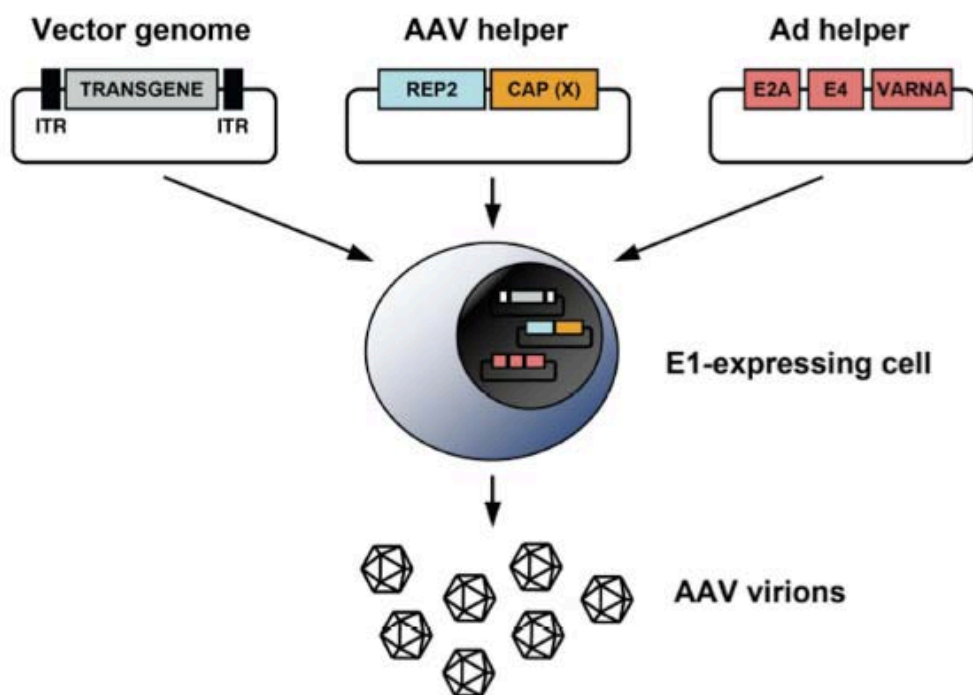 Vector genome
AAV helper
Ad helper
TRANSGENE
REP2
CAP (X)
E2A
E4
VARNA
ITR
ITR
E1-expressing cell
AAV virions